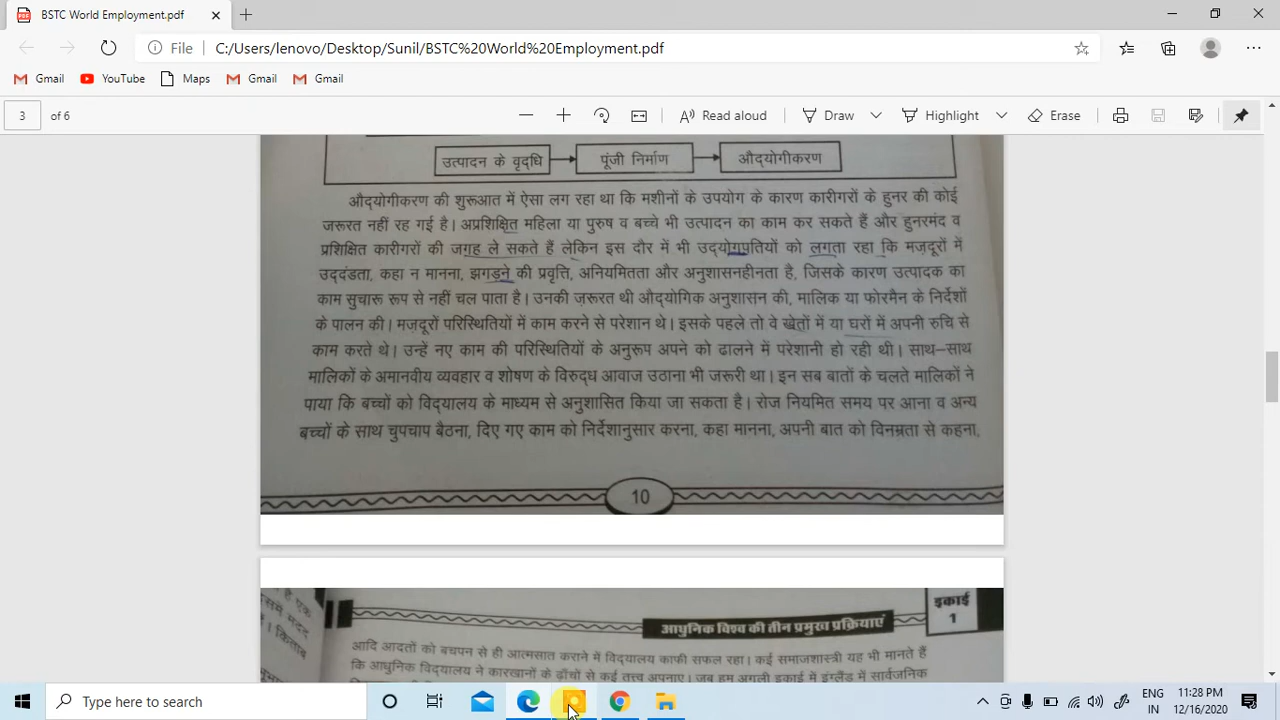 BSTC World Employment.pdf
File C:/Users/lenovo/Desktop/Sunil/BSTC%20World%20Employment.pdf
Gmail YouTube Maps Gmail Gmail
3 of 6 Read aloud Draw Highlight Erase
उत्पादन के वृद्धि पूंजी निर्माण औद्योगीकरण
औद्योगीकरण की शुरूआत में ऐसा लग रहा था कि मशीनों के उपयोग के कारण कारीगरों के हुनर की कोई
जरूरत नहीं रह गई है। अप्रशिक्षित महिला या पुरुष व बच्चे भी उत्पादन का काम कर सकते हैं और हुनरमंद व
प्रशिक्षित कारीगरों की जगह ले सकते हैं लेकिन इस दौर में भी उद्योगपतियों को लगता रहा कि मज़दूरों में
उद्दंडता, कहा न मानना, झगडने की प्रवृत्ति, अनियमितता और अनुशासनहीनता है, जिसके कारण उत्पादक का
काम सुचारू रूप से नहीं चल पाता है। उनकी ज़रूरत थी औद्योगिक अनुशासन की, मालिक या फोरमैन के निर्देशों
के पालन की। मज़दूरों परिस्थितियों में काम करने से परेशान थे। इसके पहले तो वे खेतों में या घरों में अपनी रुचि से
काम करते थे। उन्हें नए काम की परिस्थितियों के अनुरूप अपने को ढालने में परेशानी हो रही थी। साथ–साथ
मालिकों के अमानवीय व्यवहार व शोषण के विरुद्ध आवाज उठाना भी जरूरी था। इन सब बातों के चलते मालिकों ने
पाया कि बच्चों को विद्यालय के माध्यम से अनुशासित किया जा सकता है। रोज नियमित समय पर आना व अन्य
बच्चों के साथ चुपचाप बैठना, दिए गए काम को निर्देशानुसार करना, कहा मानना, अपनी बात को विनम्रता से कहना,
10
इकाई
1
आधुनिक विश्व की तीन प्रमुख प्रक्रियाएं
आदि आदतों को बचपन से ही आत्मसात कराने में विद्यालय काफी सफल रहा। कई समाजशास्त्री यह भी मानते हैं
कि आधुनिक विद्यालय ने कारखानों के ढाँचों से कई तत्त्व अपनाए। जब हम अगली इकाई में इंग्लैंड में सार्वजनिक
Type here to search
ENG 11:28 PM
IN 12/16/2020